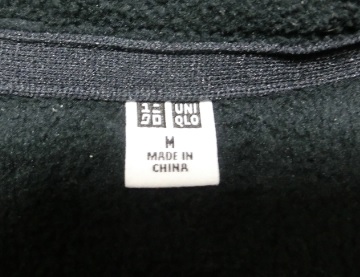 ユニ UNI
クロ QLO
M
MADE IN
CHINA